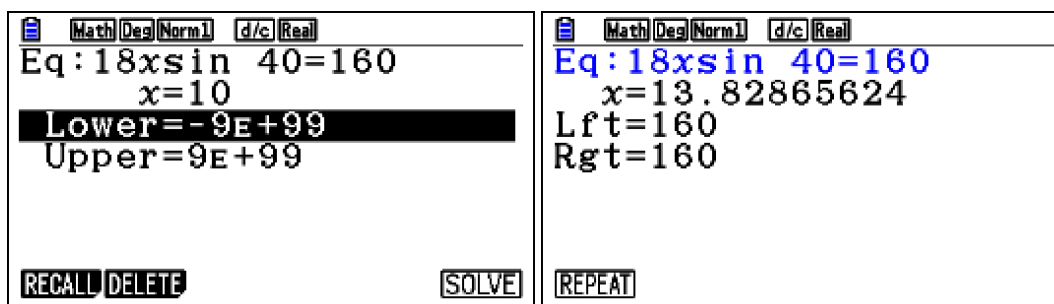 Math Deg Norm1 d/c Real
Eq:18xsin 40=160
x=10
Lower=-9E+99
Upper=9E+99
RECALL DELETE SOLVE
Math Deg Norm1 d/c Real
Eq:18xsin 40=160
x=13.82865624
Lft=160
Rgt=160
REPEAT